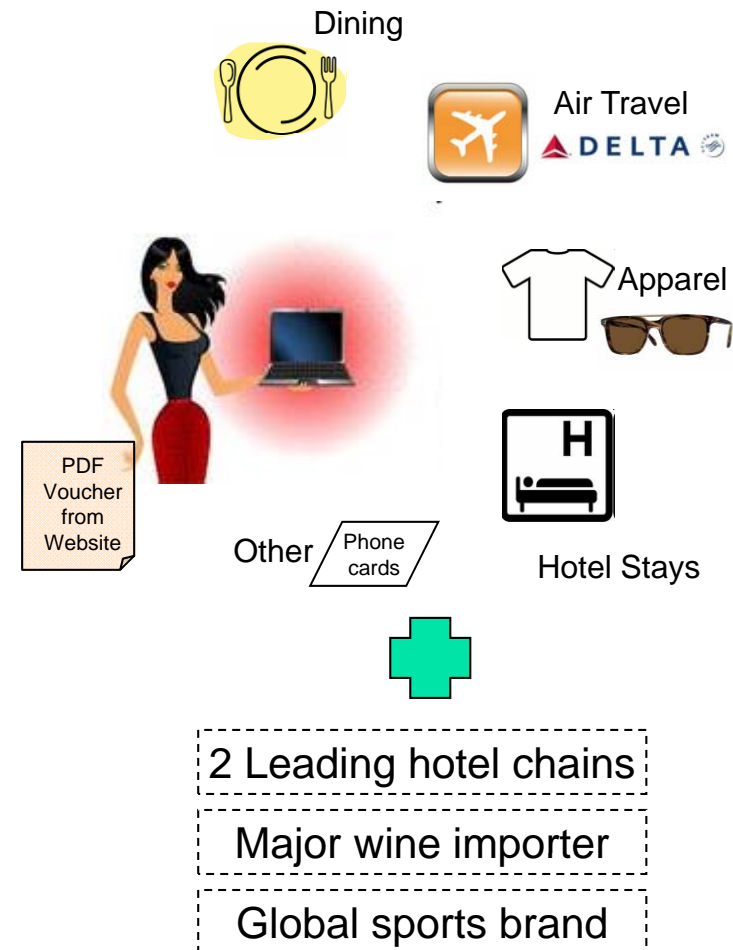 Dining
Air Travel
DELTA
Apparel
H
PDF
Voucher
from
Website
Other
Phone
cards
Hotel Stays
2 Leading hotel chains
Major wine importer
Global sports brand